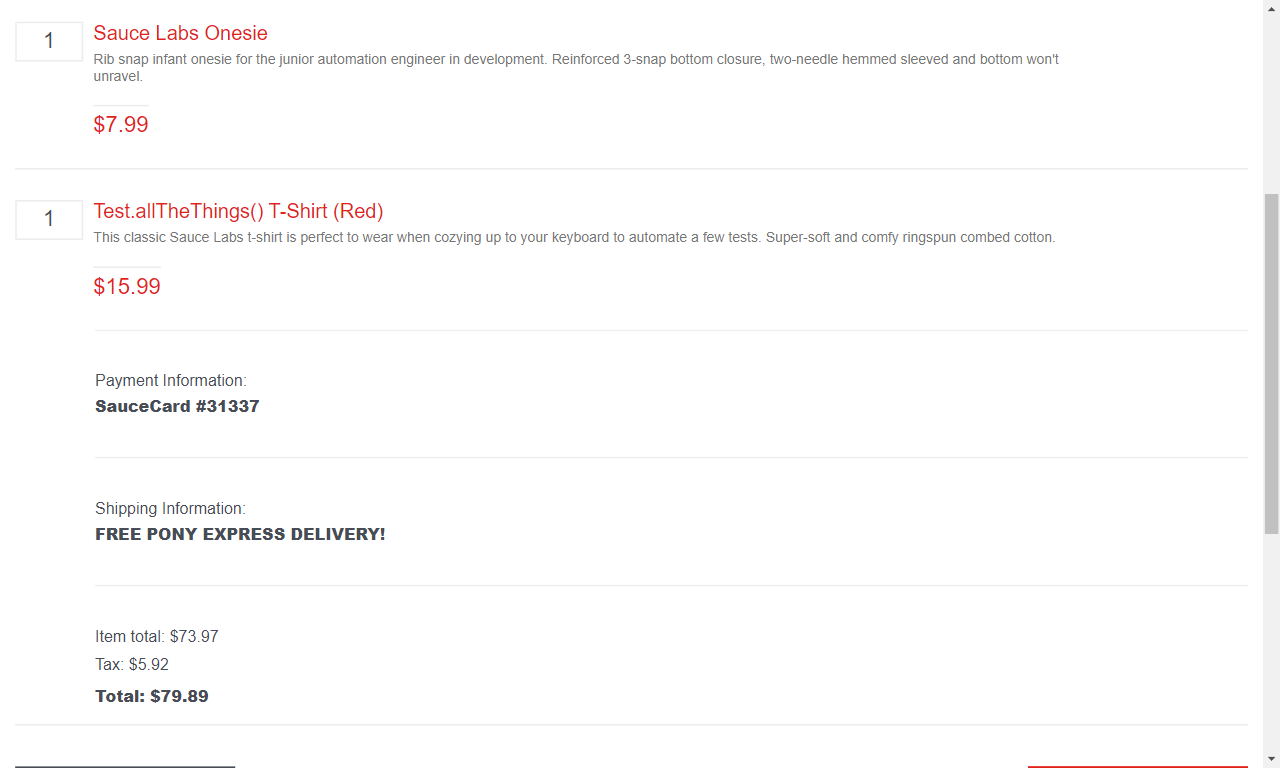 1
Sauce Labs Onesie
Rib snap infant onesie for the junior automation engineer in development. Reinforced 3-snap bottom closure, two-needle hemmed sleeved and bottom won't
unravel.
$7.99
1
Test.allTheThings() T-Shirt (Red)
This classic Sauce Labs t-shirt is perfect to wear when cozying up to your keyboard to automate a few tests. Super-soft and comfy ringspun combed cotton.
$15.99
Payment Information:
SauceCard #31337
Shipping Information:
FREE PONY EXPRESS DELIVERY!
Item total: $73.97
Tax: $5.92
Total: $79.89